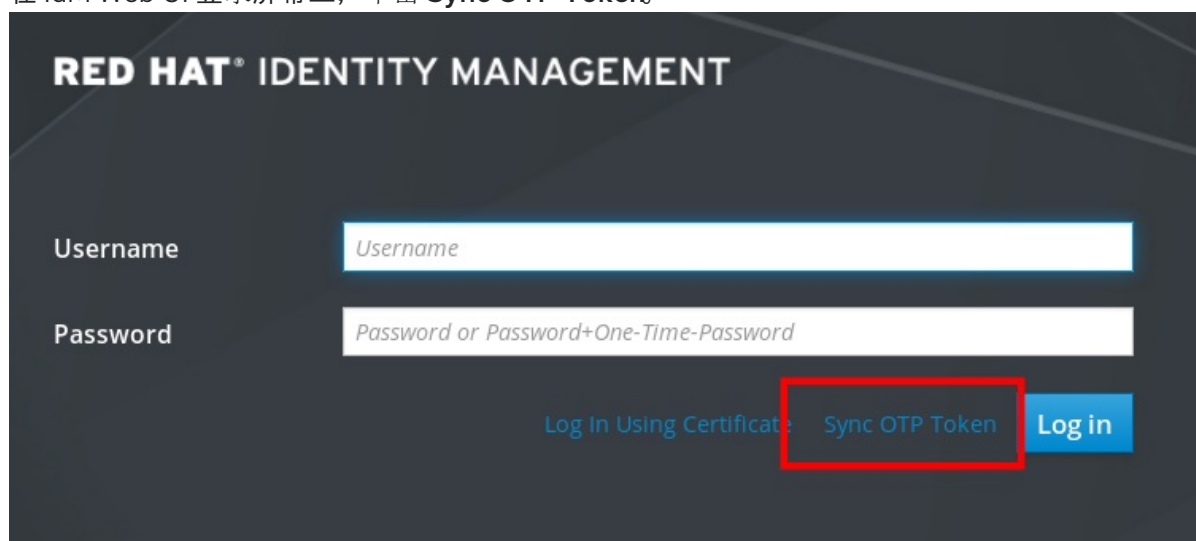 RED HAT® IDENTITY MANAGEMENT
Username
Username
Password
Password or Password+One-Time-Password
Log In Using Certificate Sync OTP Token Log in